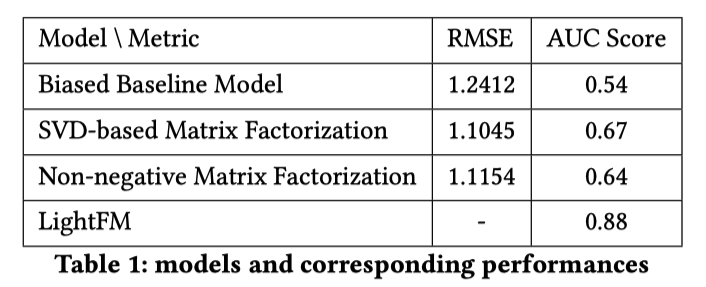 Model \ Metric RMSE AUC Score
Biased Baseline Model 1.2412 0.54
SVD-based Matrix Factorization 1.1045 0.67
Non-negative Matrix Factorization 1.1154 0.64
LightFM - 0.88
Table 1: models and corresponding performances